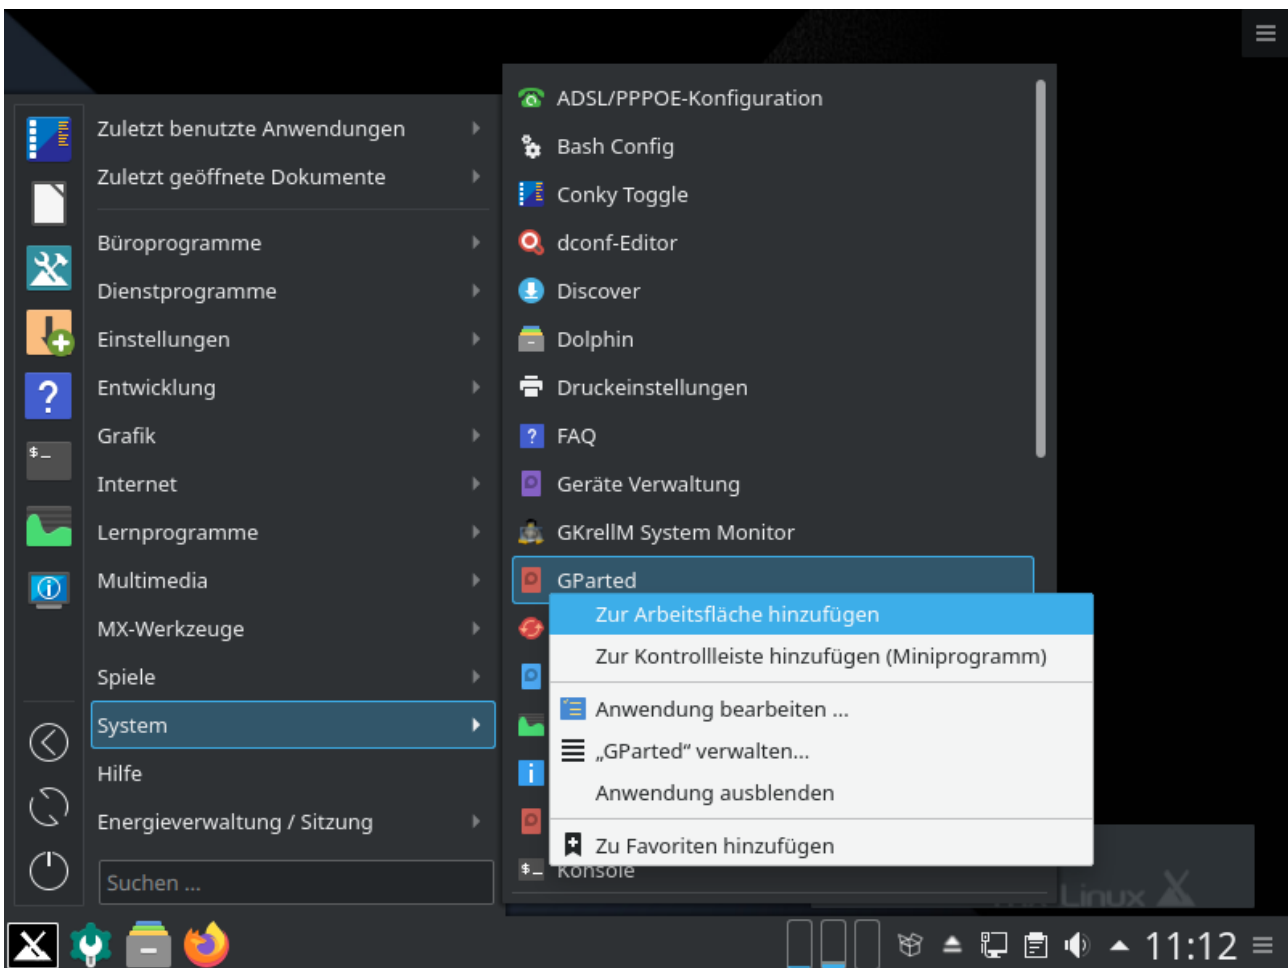 Zuletzt benutzte Anwendungen
Zuletzt geöffnete Dokumente
Büroprogramme
Dienstprogramme
Einstellungen
Entwicklung
Grafik
Internet
Lernprogramme
Multimedia
MX-Werkzeuge
Spiele
System
Hilfe
Energieverwaltung / Sitzung
Suchen ...
ADSL/PPPOE-Konfiguration
Bash Config
Conky Toggle
dconf-Editor
Discover
Dolphin
Druckeinstellungen
FAQ
Geräte Verwaltung
GKrellM System Monitor
GParted
Zur Arbeitsfläche hinzufügen
Zur Kontrollleiste hinzufügen (Miniprogramm)
Anwendung bearbeiten ...
„GParted“ verwalten...
Anwendung ausblenden
Zu Favoriten hinzufügen
Konsole
Linux
11:12